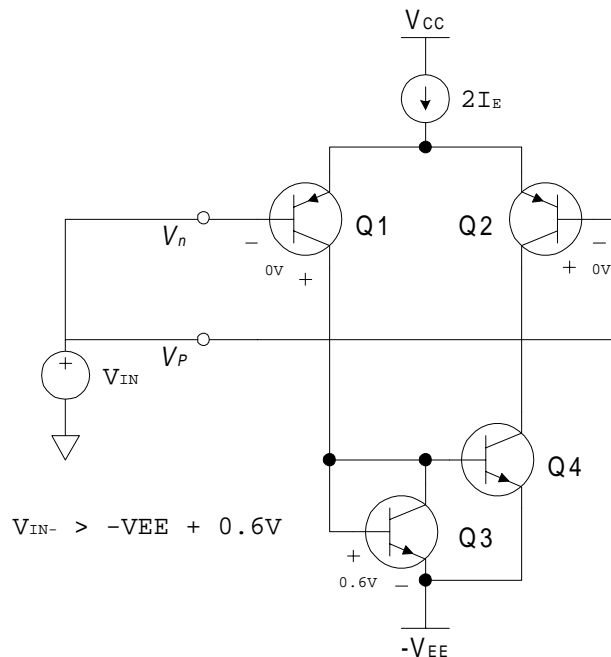 VCC
2IE
Q1
Q2
Vn
−
0V
+
−
+
0V
VP
+
VIN
Q4
VIN- > -VEE + 0.6V
Q3
+
0.6V
−
-VEE